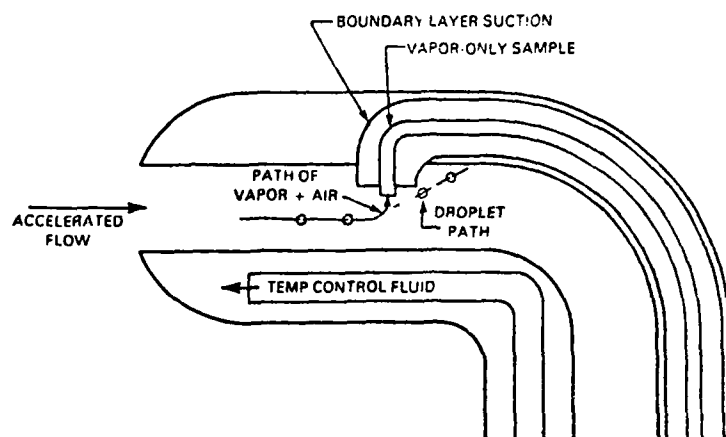 BOUNDARY LAYER SUCTION
VAPOR-ONLY SAMPLE
PATH OF
VAPOR + AIR
ACCELERATED
FLOW
DROPLET
PATH
TEMP CONTROL FLUID